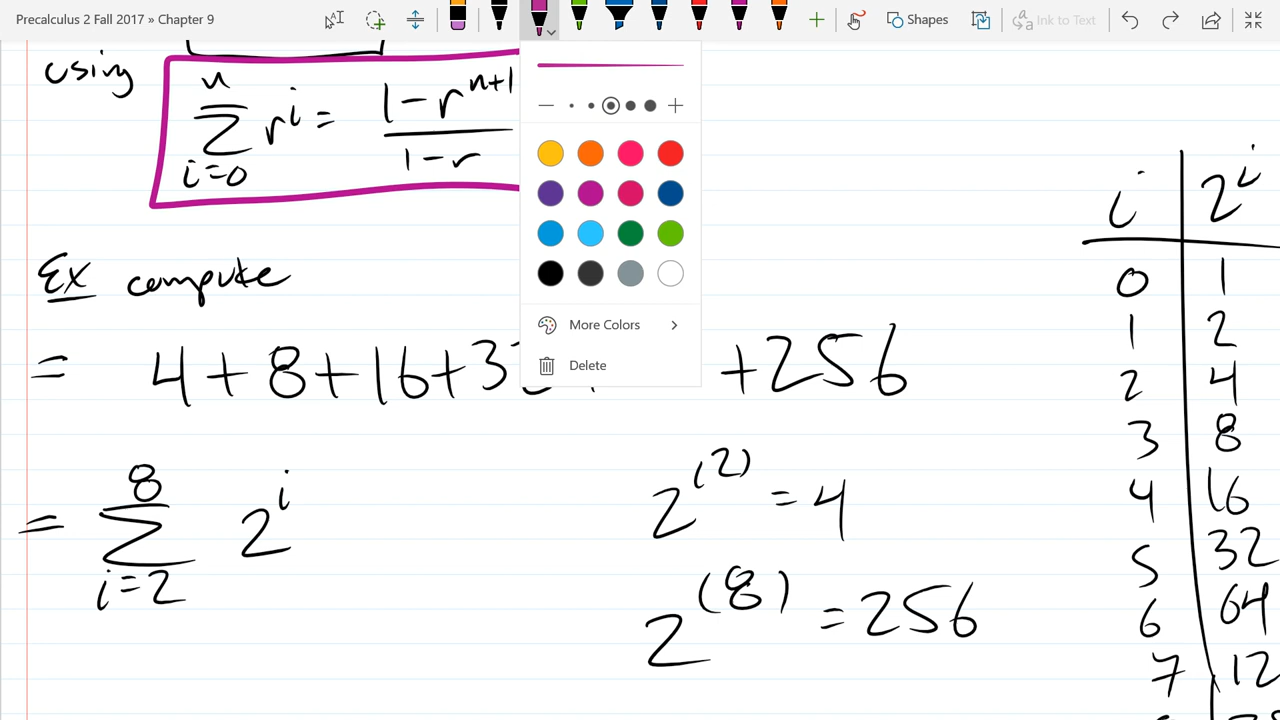 Precalculus 2 Fall 2017 » Chapter 9
Shapes
Ink to Text
using
n
∑ r^i = (1 - r^{n+1}) / (1 - r)
i=0
More Colors
Delete
Ex compute
= 4+8+16+3 +256
8
= ∑ 2^i
i=2
2^(2) = 4
2^(8) = 256
i 2^i
0 1
1 2
2 4
3 8
4 16
5 32
6 64
7 12